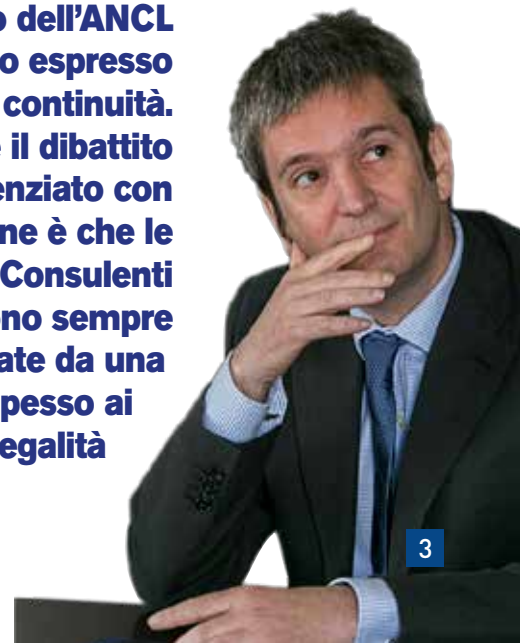 o dell'ANCL
o espresso
continuità.
e il dibattito
enziato con
ne è che le
Consulenti
no sempre
ate da una
pesso ai
egalità
3